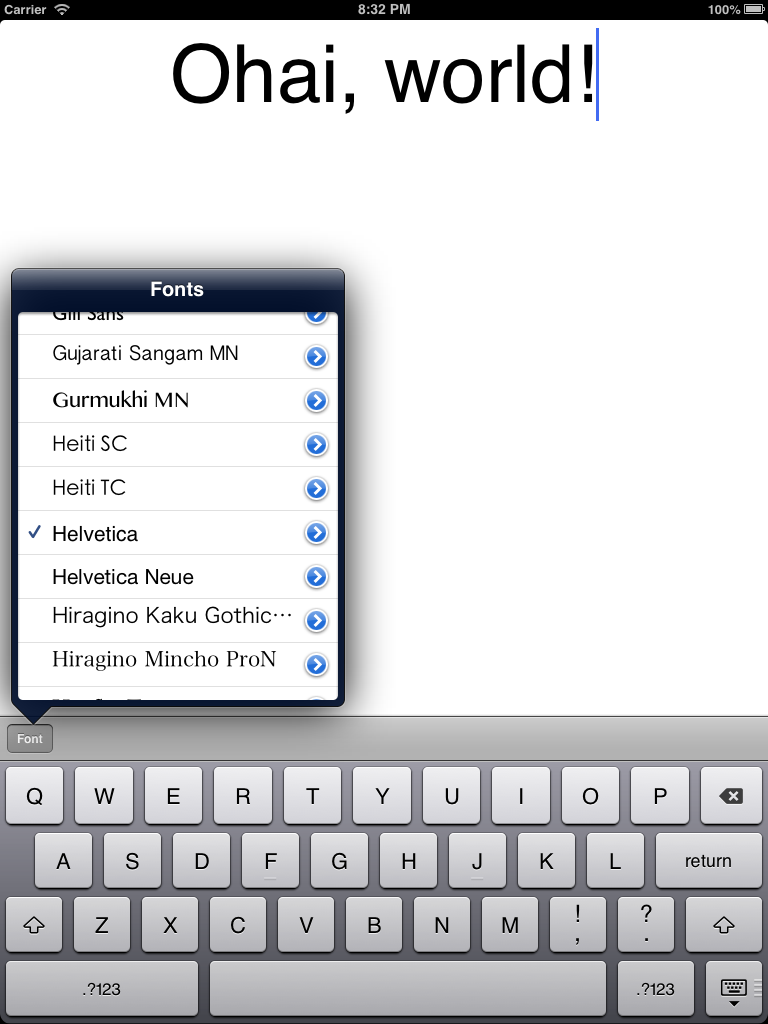 Carrier 8:32 PM 100%
Ohai, world!
Fonts
Gill Sans
Gujarati Sangam MN
Gurmukhi MN
Heiti SC
Heiti TC
✓ Helvetica
Helvetica Neue
Hiragino Kaku Gothic…
Hiragino Mincho ProN
Font
Q W E R T Y U I O P
A S D F G H J K L return
Z X C V B N M ! , ? .
.?123 .?123